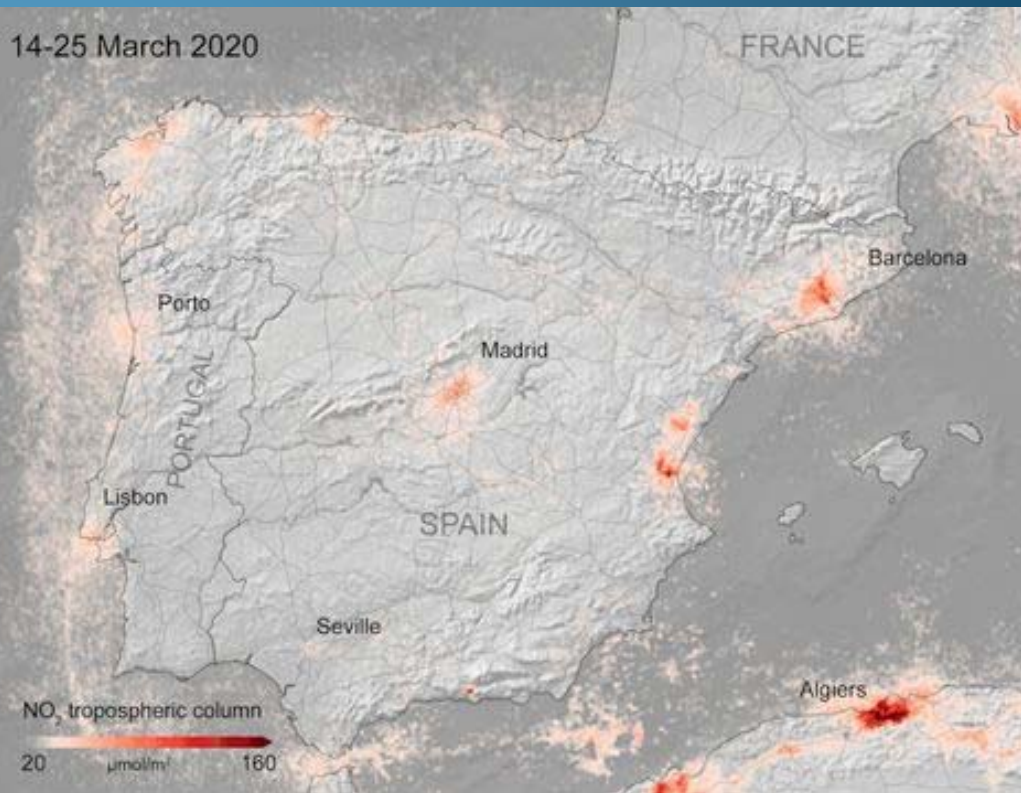 14-25 March 2020
FRANCE
Barcelona
Porto
Madrid
PORTUGAL
Lisbon
SPAIN
Seville
Algiers
NO₂ tropospheric column
20 µmol/m² 160